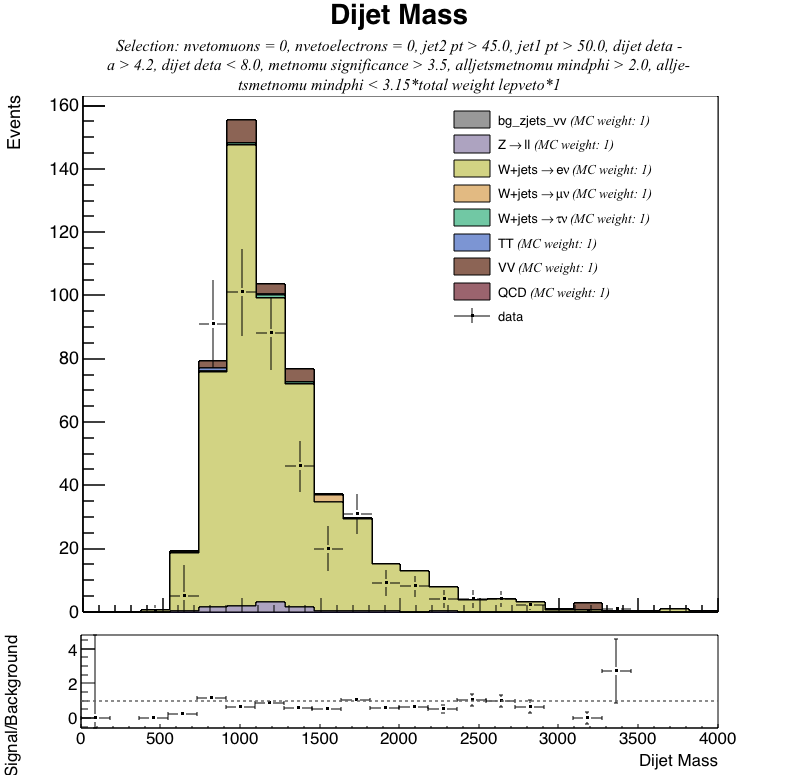 Dijet Mass
Selection: nvetomuons = 0, nvetoelectrons = 0, jet2 pt > 45.0, jet1 pt > 50.0, dijet deta -
a > 4.2, dijet deta < 8.0, metnomu significance > 3.5, alljetsmetnomu mindphi > 2.0, allje-
tsmetnomu mindphi < 3.15*total weight lepveto*1
Events
160
140
120
100
80
60
40
20
0
bg_zjets_vv (MC weight: 1)
Z→ll (MC weight: 1)
W+jets→eν (MC weight: 1)
W+jets→μν (MC weight: 1)
W+jets→τν (MC weight: 1)
TT (MC weight: 1)
VV (MC weight: 1)
QCD (MC weight: 1)
data
Signal/Background
4
2
0
0 500 1000 1500 2000 2500 3000 3500 4000
Dijet Mass